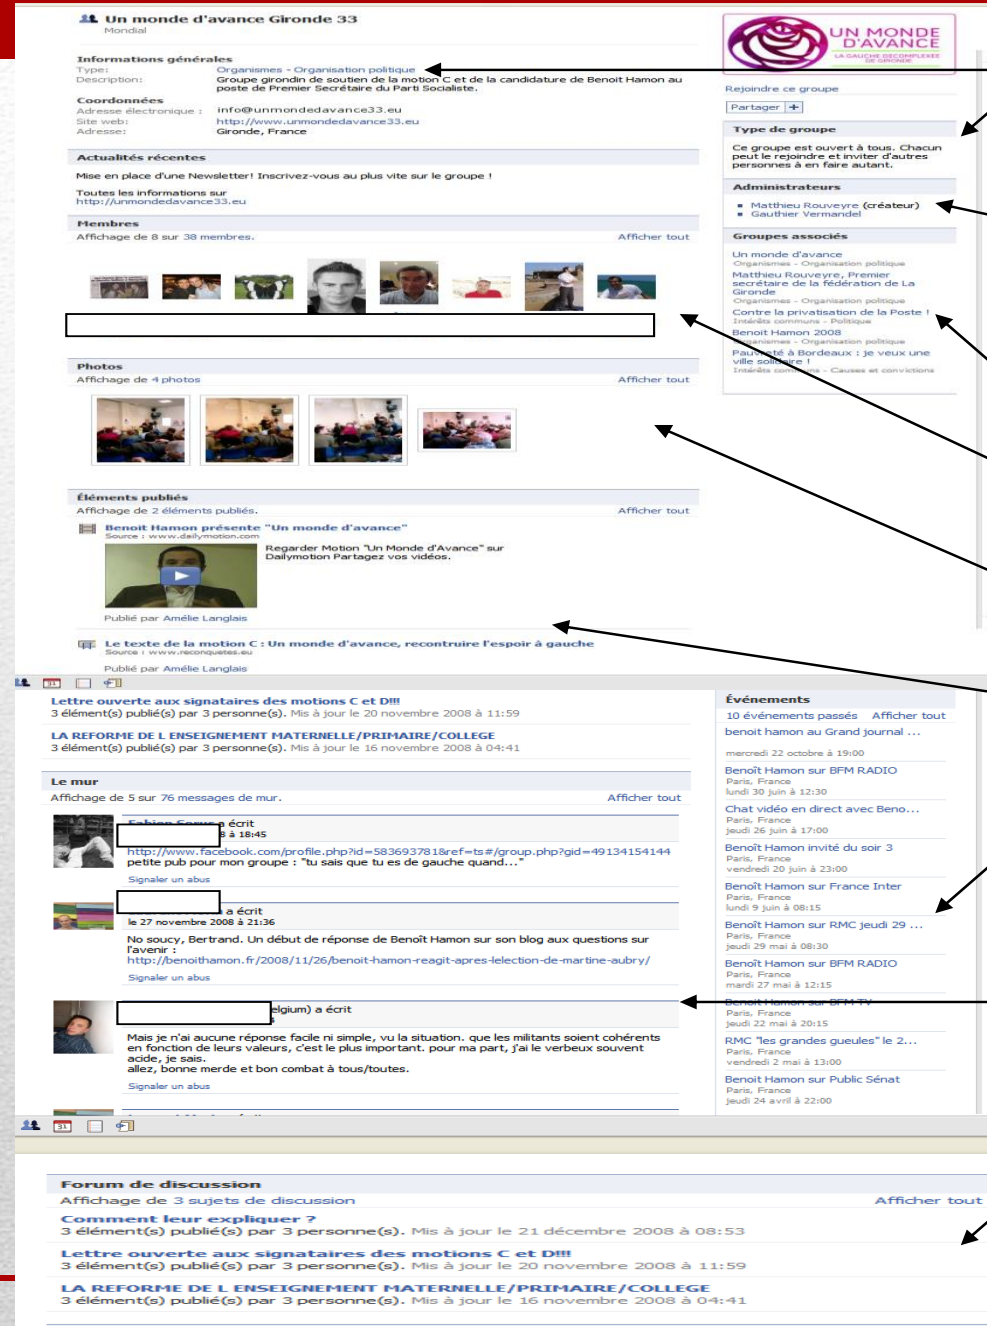 Un monde d'avance Gironde 33
Mondial
Informations générales
Type: Organismes - Organisation politique
Description: Groupe girondin de soutien de la motion C et de la candidature de Benoit Hamon au
poste de Premier Secrétaire du Parti Socialiste.
Coordonnées
Adresse électronique : info@unmondedavance33.eu
Site web: http://www.unmondedavance33.eu
Adresse: Gironde, France
Actualités récentes
Mise en place d'une Newsletter! Inscrivez-vous au plus vite sur le groupe !
Toutes les informations sur
http://unmondedavance33.eu
Membres
Affichage de 8 sur 38 membres. Afficher tout
Photos
Affichage de 4 photos Afficher tout
Éléments publiés
Affichage de 2 éléments publiés. Afficher tout
Benoit Hamon présente "Un monde d'avance"
Source : www.dailymotion.com
Regarder Motion "Un Monde d'Avance" sur
Dailymotion Partagez vos vidéos.
Publié par Amélie Langlais
Le texte de la motion C : Un monde d'avance, recontruire l'espoir à gauche
Source : www.reconquetes.eu
Publié par Amélie Langlais
UN MONDE
D'AVANCE
LA GAUCHE DECOMPLEXEE
DE GIRONDE
Rejoindre ce groupe
Partager +
Type de groupe
Ce groupe est ouvert à tous. Chacun
peut le rejoindre et inviter d'autres
personnes à en faire autant.
Administrateurs
Matthieu Rouveyre (créateur)
Gauthier Vermandel
Groupes associés
Un monde d'avance
Organismes - Organisation politique
Matthieu Rouveyre, Premier
secrétaire de la fédération de La
Gironde
Organismes - Organisation politique
Contre la privatisation de la Poste !
Intérêts communs - Politique
Benoit Hamon 2008
Organismes - Organisation politique
Pauvreté à Bordeaux : je veux une
ville solidaire !
Intérêts communs - Causes et convictions
31
Lettre ouverte aux signataires des motions C et D!!!
3 élément(s) publié(s) par 3 personne(s). Mis à jour le 20 novembre 2008 à 11:59
LA REFORME DE L ENSEIGNEMENT MATERNELLE/PRIMAIRE/COLLEGE
3 élément(s) publié(s) par 3 personne(s). Mis à jour le 16 novembre 2008 à 04:41
Le mur
Affichage de 5 sur 76 messages de mur. Afficher tout
a écrit
8 à 18:45
http://www.facebook.com/profile.php?id=583693781&ref=ts#/group.php?gid=49134154144
petite pub pour mon groupe : "tu sais que tu es de gauche quand..."
Signaler un abus
a écrit
le 27 novembre 2008 à 21:36
No soucy, Bertrand. Un début de réponse de Benoît Hamon sur son blog aux questions sur
l'avenir :
http://benoithamon.fr/2008/11/26/benoit-hamon-reagit-apres-lelection-de-martine-aubry/
Signaler un abus
elgium) a écrit
Mais je n'ai aucune réponse facile ni simple, vu la situation. que les militants soient cohérents
en fonction de leurs valeurs, c'est le plus important. pour ma part, j'ai le verbeux souvent
acide, je sais.
allez, bonne merde et bon combat à tous/toutes.
Signaler un abus
Événements
10 événements passés Afficher tout
benoit hamon au Grand journal ...
mercredi 22 octobre à 19:00
Benoît Hamon sur BFM RADIO
Paris, France
lundi 30 juin à 12:30
Chat vidéo en direct avec Beno...
Paris, France
jeudi 26 juin à 17:00
Benoît Hamon invité du soir 3
Paris, France
vendredi 20 juin à 23:00
Benoît Hamon sur France Inter
Paris, France
lundi 9 juin à 08:15
Benoît Hamon sur RMC jeudi 29 ...
Paris, France
jeudi 29 mai à 08:30
Benoît Hamon sur BFM RADIO
Paris, France
mardi 27 mai à 12:15
Benoit Hamon sur BFM TV
Paris, France
jeudi 22 mai à 20:15
RMC "les grandes gueules" le 2...
Paris, France
vendredi 2 mai à 13:00
Benoit Hamon sur Public Sénat
Paris, France
jeudi 24 avril à 22:00
31
Forum de discussion
Affichage de 3 sujets de discussion Afficher tout
Comment leur expliquer ?
3 élément(s) publié(s) par 3 personne(s). Mis à jour le 21 décembre 2008 à 08:53
Lettre ouverte aux signataires des motions C et D!!!
3 élément(s) publié(s) par 3 personne(s). Mis à jour le 20 novembre 2008 à 11:59
LA REFORME DE L ENSEIGNEMENT MATERNELLE/PRIMAIRE/COLLEGE
3 élément(s) publié(s) par 3 personne(s). Mis à jour le 16 novembre 2008 à 04:41